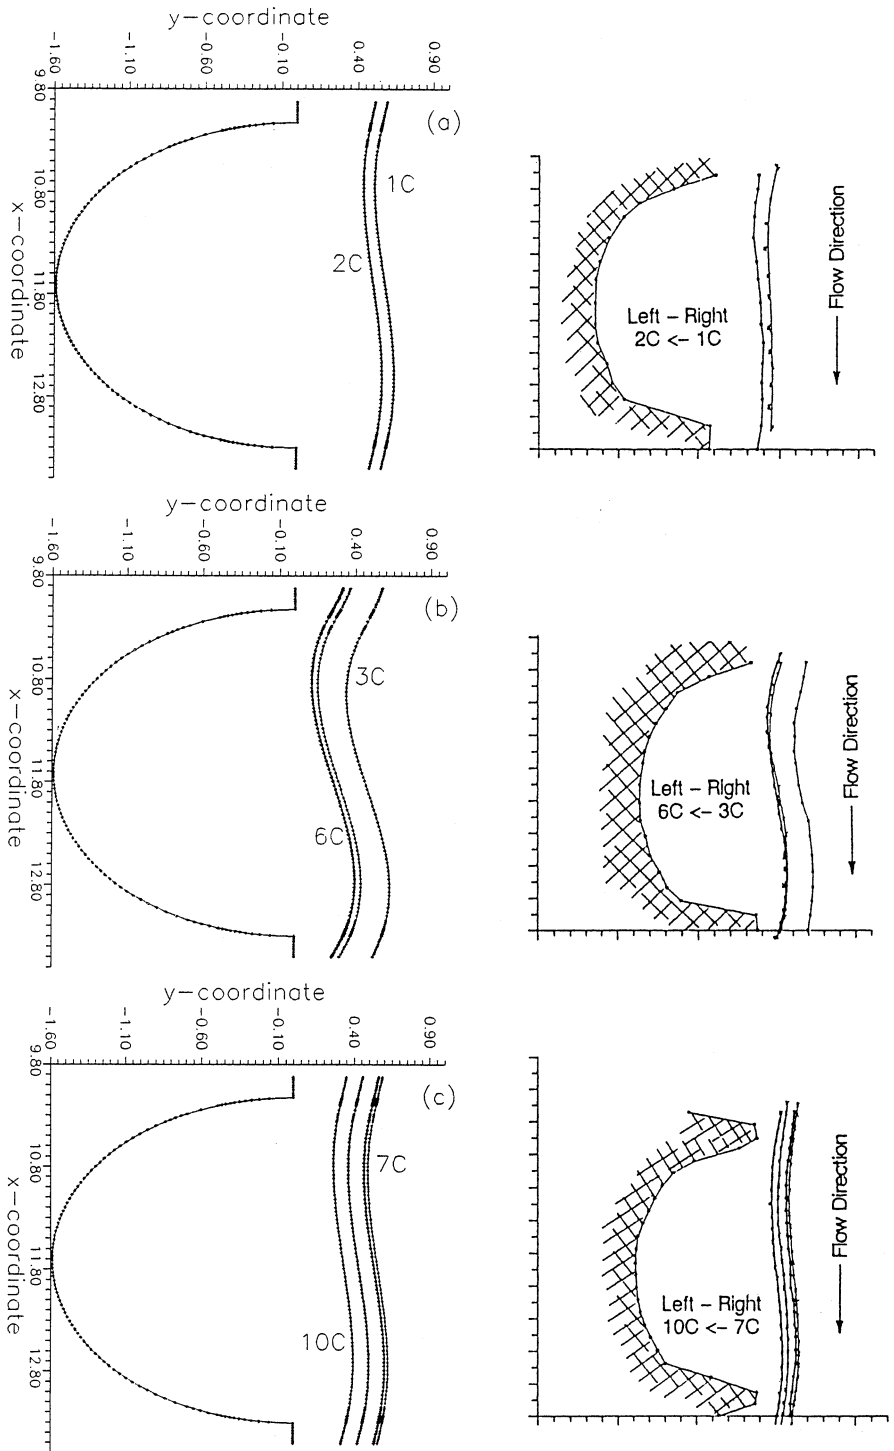 y−coordinate
−1.60
−1.10
−0.60
−0.10
0.40
0.90
9.80
10.80
11.80
12.80
x−coordinate
(a)
1C
2C
Flow Direction
Left − Right
2C <− 1C
y−coordinate
−1.60
−1.10
−0.60
−0.10
0.40
0.90
9.80
10.80
11.80
12.80
x−coordinate
(b)
3C
6C
Flow Direction
Left − Right
6C <− 3C
y−coordinate
−1.60
−1.10
−0.60
−0.10
0.40
0.90
9.80
10.80
11.80
12.80
x−coordinate
(c)
7C
10C
Flow Direction
Left − Right
10C <− 7C